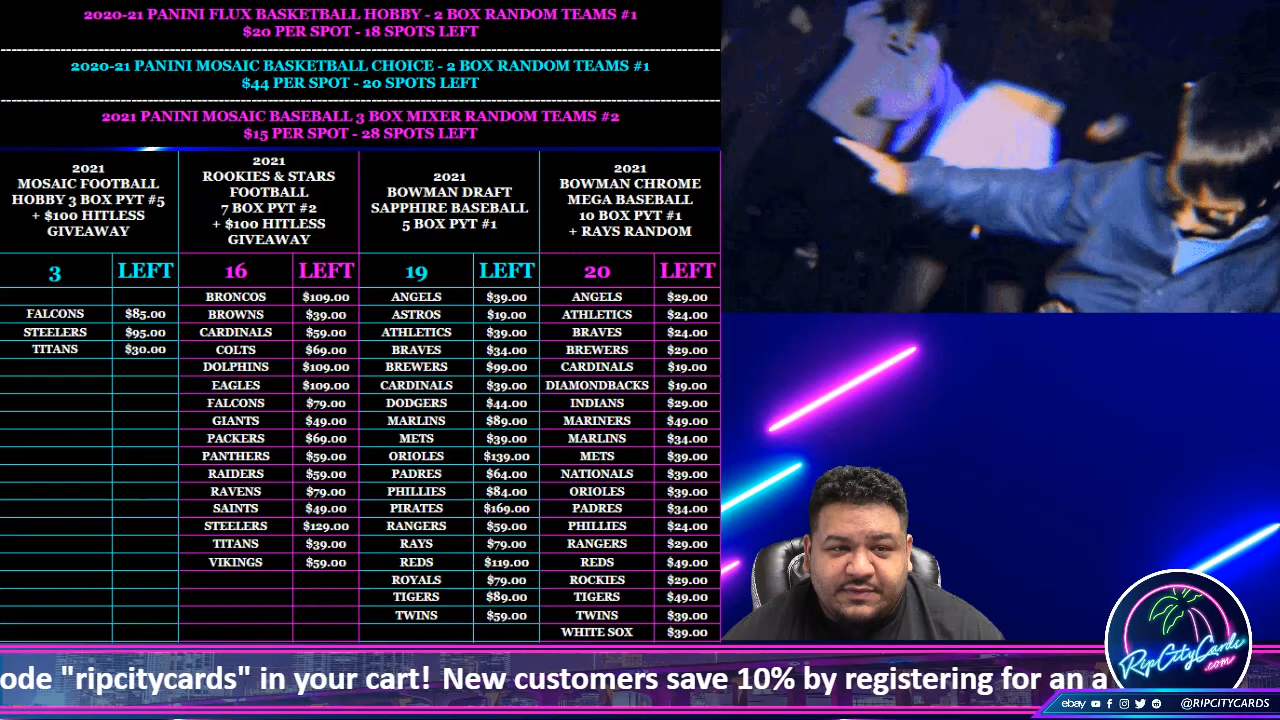 2020-21 PANINI FLUX BASKETBALL HOBBY - 2 BOX RANDOM TEAMS #1
$20 PER SPOT - 18 SPOTS LEFT
2020-21 PANINI MOSAIC BASKETBALL CHOICE - 2 BOX RANDOM TEAMS #1
$44 PER SPOT - 20 SPOTS LEFT
2021 PANINI MOSAIC BASEBALL 3 BOX MIXER RANDOM TEAMS #2
$15 PER SPOT - 28 SPOTS LEFT
2021
MOSAIC FOOTBALL
HOBBY 3 BOX PYT #5
+ $100 HITLESS
GIVEAWAY
3 LEFT
FALCONS $85.00
STEELERS $95.00
TITANS $30.00
2021
ROOKIES & STARS
FOOTBALL
7 BOX PYT #2
+ $100 HITLESS
GIVEAWAY
16 LEFT
BRONCOS $109.00
BROWNS $39.00
CARDINALS $59.00
COLTS $69.00
DOLPHINS $109.00
EAGLES $109.00
FALCONS $79.00
GIANTS $49.00
PACKERS $69.00
PANTHERS $59.00
RAIDERS $59.00
RAVENS $79.00
SAINTS $49.00
STEELERS $129.00
TITANS $39.00
VIKINGS $59.00
2021
BOWMAN DRAFT
SAPPHIRE BASEBALL
5 BOX PYT #1
19 LEFT
ANGELS $39.00
ASTROS $19.00
ATHLETICS $39.00
BRAVES $34.00
BREWERS $99.00
CARDINALS $39.00
DODGERS $44.00
MARLINS $89.00
METS $39.00
ORIOLES $139.00
PADRES $64.00
PHILLIES $84.00
PIRATES $169.00
RANGERS $59.00
RAYS $79.00
REDS $119.00
ROYALS $79.00
TIGERS $89.00
TWINS $59.00
2021
BOWMAN CHROME
MEGA BASEBALL
10 BOX PYT #1
+ RAYS RANDOM
20 LEFT
ANGELS $29.00
ATHLETICS $24.00
BRAVES $24.00
BREWERS $29.00
CARDINALS $19.00
DIAMONDBACKS $19.00
INDIANS $29.00
MARINERS $49.00
MARLINS $34.00
METS $39.00
NATIONALS $39.00
ORIOLES $39.00
PADRES $34.00
PHILLIES $24.00
RANGERS $29.00
REDS $49.00
ROCKIES $29.00
TIGERS $49.00
TWINS $39.00
WHITE SOX $39.00
ode "ripcitycards" in your cart! New customers save 10% by registering for an a
RipCityCards
.com
ebay @RIPCITYCARDS